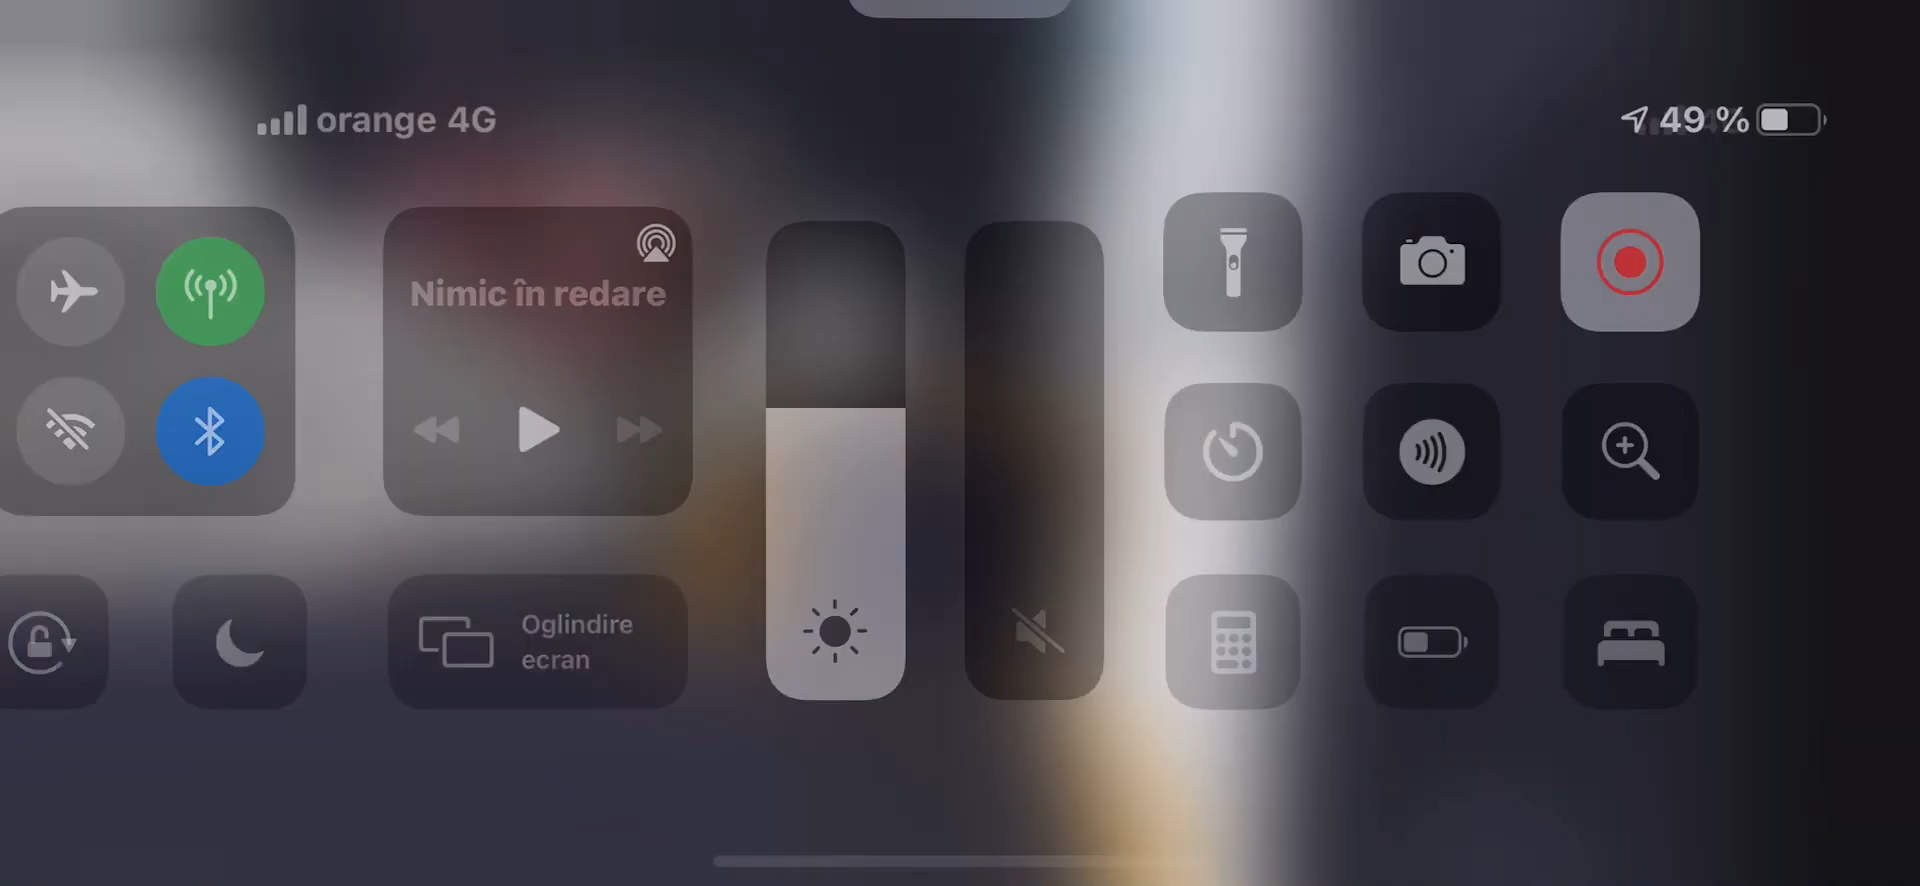 orange 4G
49 %
Nimic în redare
Oglindire
ecran